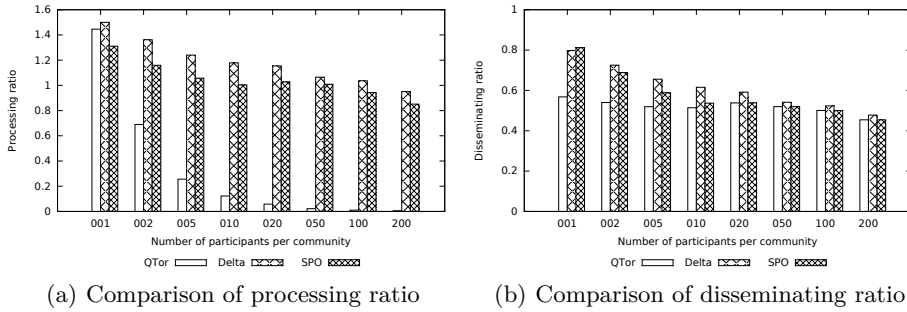 1.6
1.4
1.2
1
0.8
0.6
0.4
0.2
0
Processing ratio
001 002 005 010 020 050 100 200
Number of participants per community
QTor Delta SPO
(a) Comparison of processing ratio
1
0.8
0.6
0.4
0.2
0
Disseminating ratio
001 002 005 010 020 050 100 200
Number of participants per community
QTor Delta SPO
(b) Comparison of disseminating ratio